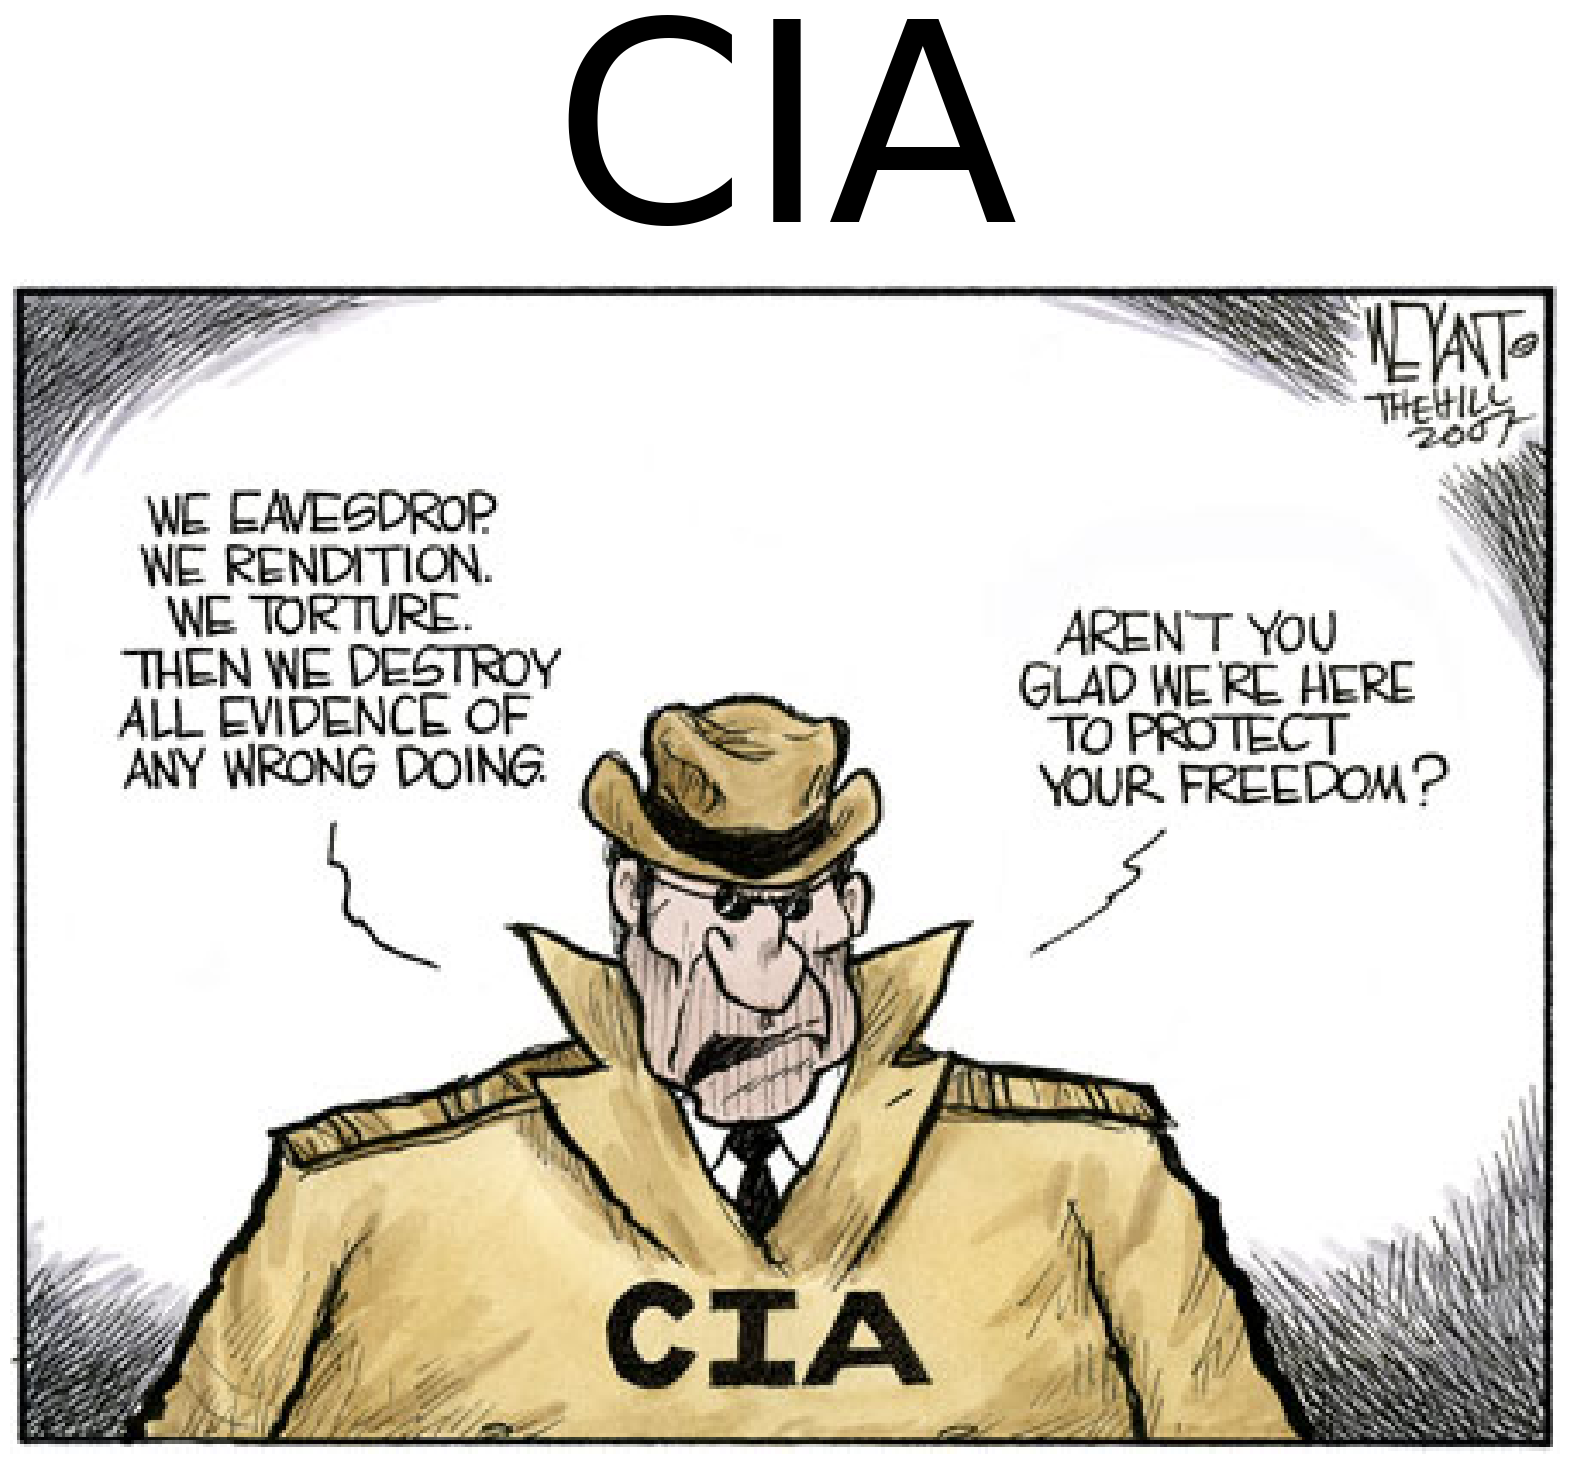 CIA
WEYANT
THE HILL
2007
WE EAVESDROP.
WE RENDITION.
WE TORTURE.
THEN WE DESTROY
ALL EVIDENCE OF
ANY WRONG DOING.
AREN'T YOU
GLAD WE'RE HERE
TO PROTECT
YOUR FREEDOM?
CIA